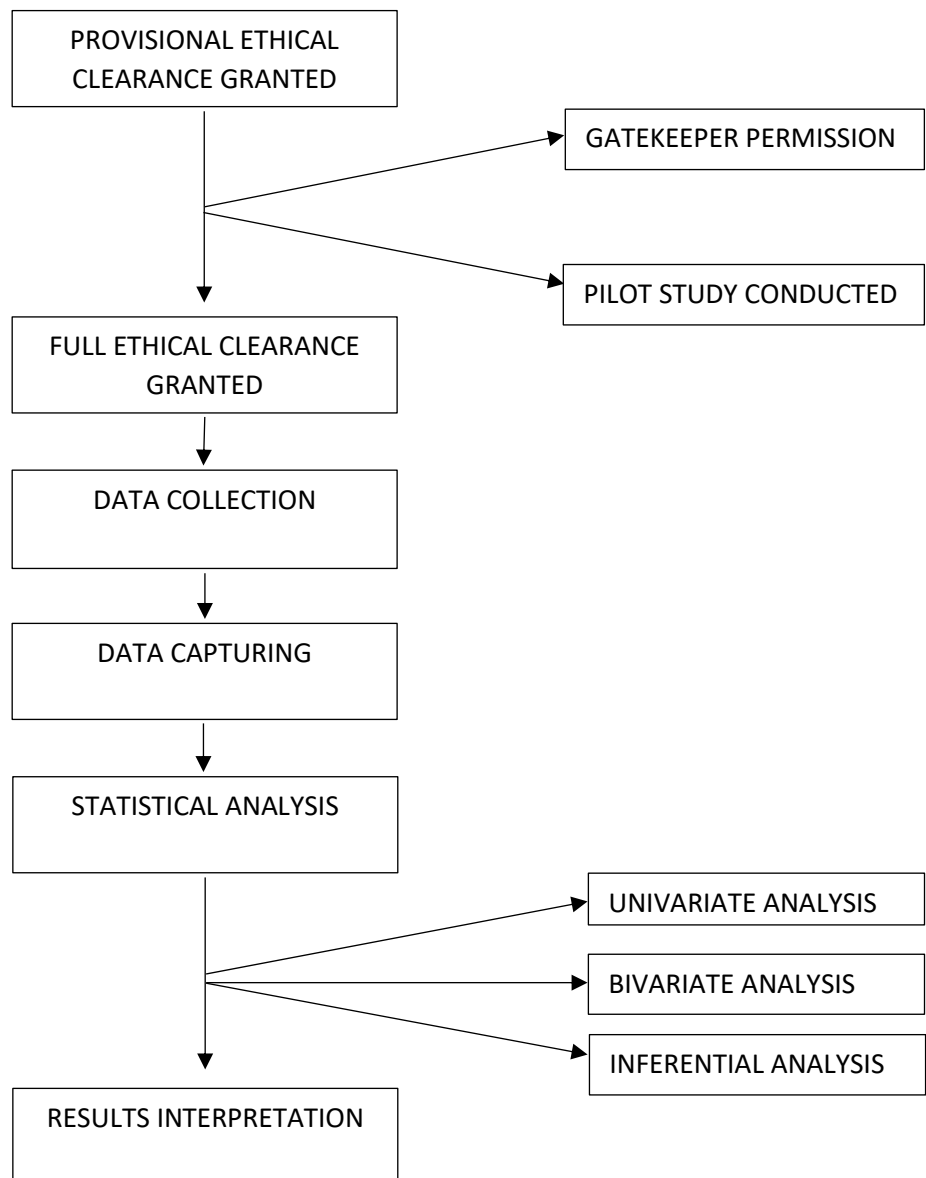 PROVISIONAL ETHICAL
CLEARANCE GRANTED
GATEKEEPER PERMISSION
PILOT STUDY CONDUCTED
FULL ETHICAL CLEARANCE
GRANTED
DATA COLLECTION
DATA CAPTURING
STATISTICAL ANALYSIS
UNIVARIATE ANALYSIS
BIVARIATE ANALYSIS
INFERENTIAL ANALYSIS
RESULTS INTERPRETATION